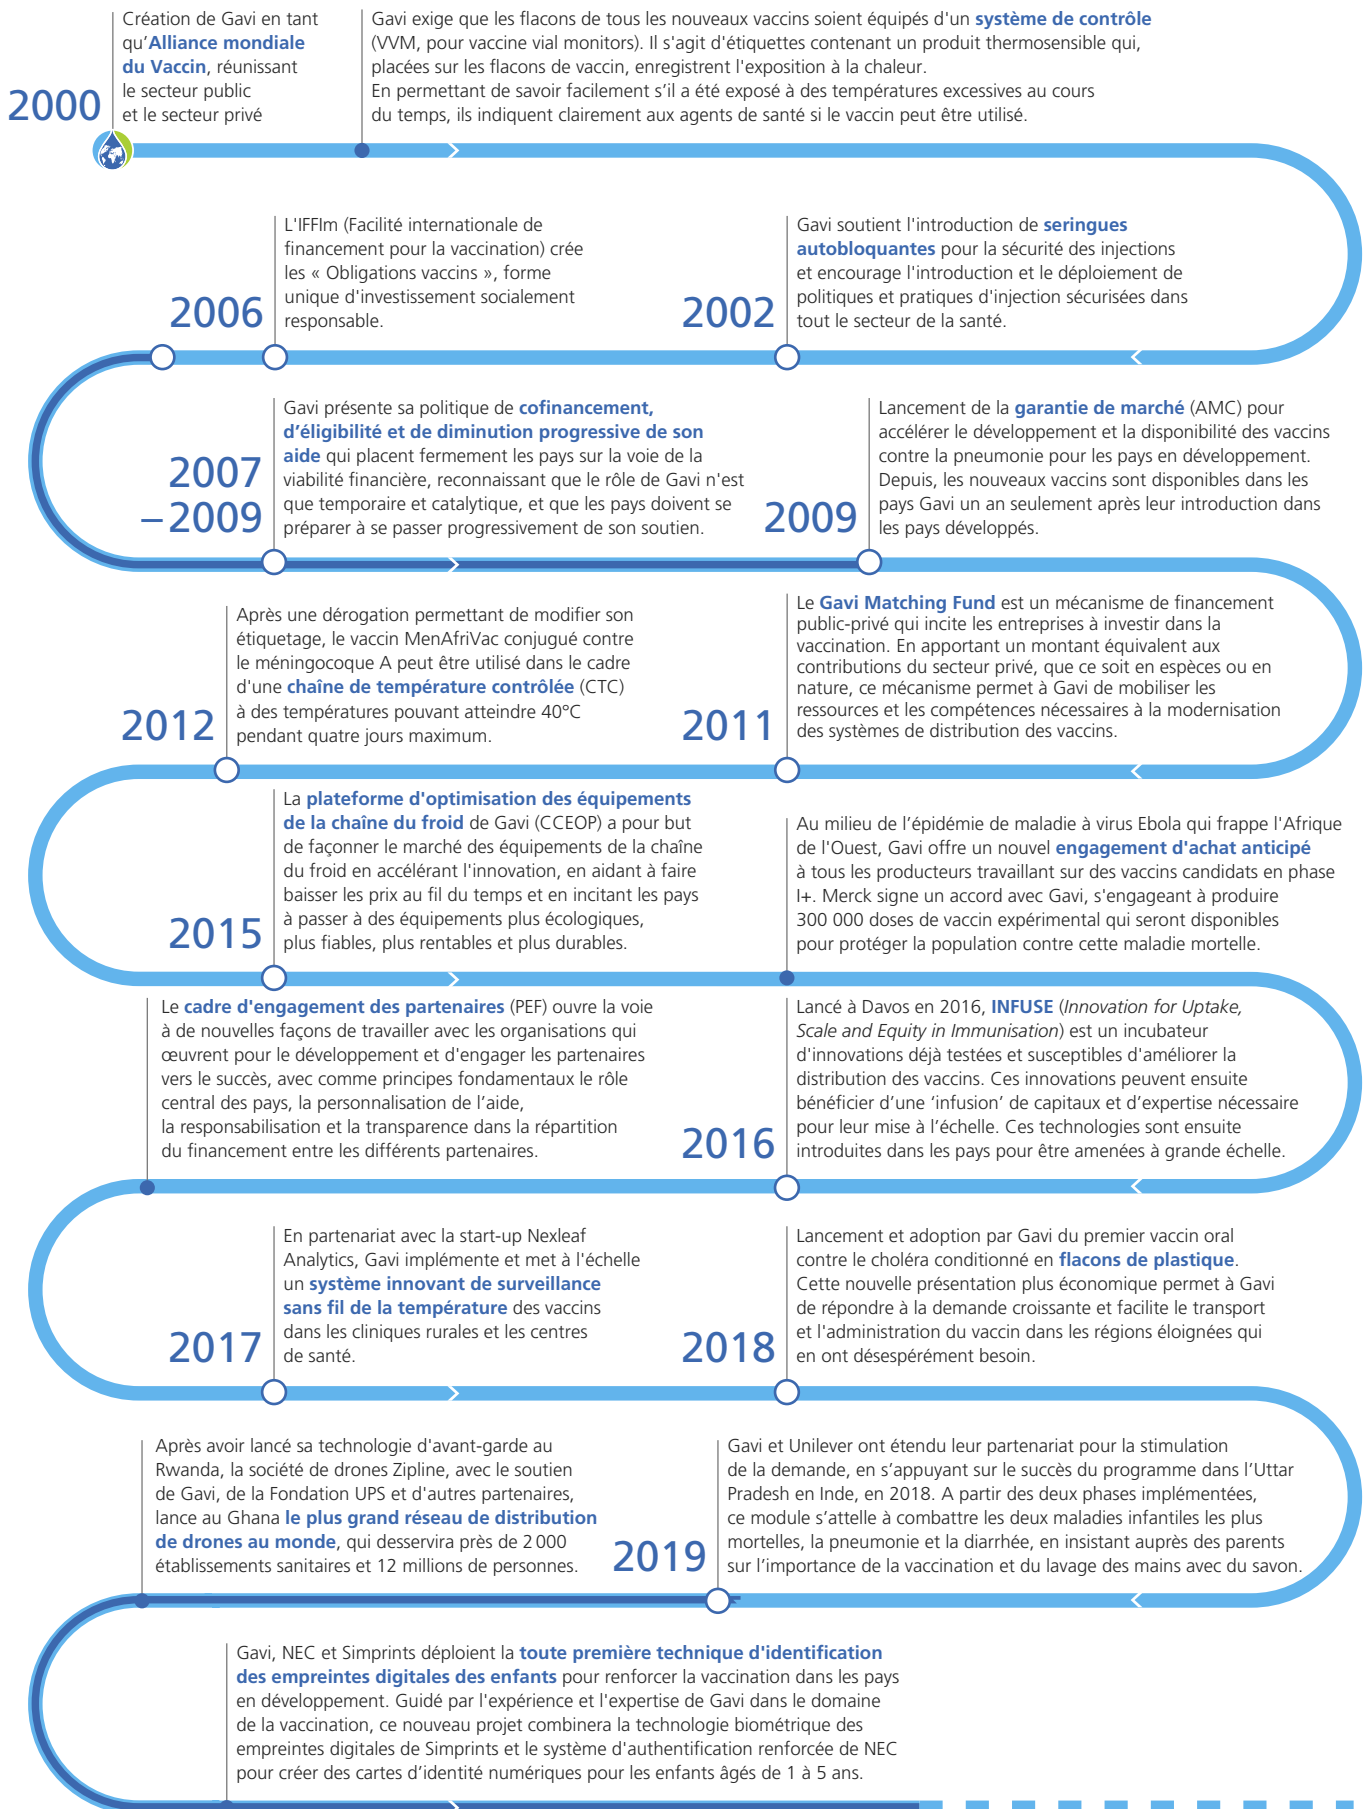 2000
Création de Gavi en tant
qu'Alliance mondiale
du Vaccin, réunissant
le secteur public
et le secteur privé
Gavi exige que les flacons de tous les nouveaux vaccins soient équipés d'un système de contrôle
(VVM, pour vaccine vial monitors). Il s'agit d'étiquettes contenant un produit thermosensible qui,
placées sur les flacons de vaccin, enregistrent l'exposition à la chaleur.
En permettant de savoir facilement s'il a été exposé à des températures excessives au cours
du temps, ils indiquent clairement aux agents de santé si le vaccin peut être utilisé.
2002
Gavi soutient l'introduction de seringues
autobloquantes pour la sécurité des injections
et encourage l'introduction et le déploiement de
politiques et pratiques d'injection sécurisées dans
tout le secteur de la santé.
2006
L'IFFIm (Facilité internationale de
financement pour la vaccination) crée
les « Obligations vaccins », forme
unique d'investissement socialement
responsable.
2007
–2009
Gavi présente sa politique de cofinancement,
d'éligibilité et de diminution progressive de son
aide qui placent fermement les pays sur la voie de la
viabilité financière, reconnaissant que le rôle de Gavi n'est
que temporaire et catalytique, et que les pays doivent se
préparer à se passer progressivement de son soutien.
2009
Lancement de la garantie de marché (AMC) pour
accélérer le développement et la disponibilité des vaccins
contre la pneumonie pour les pays en développement.
Depuis, les nouveaux vaccins sont disponibles dans les
pays Gavi un an seulement après leur introduction dans
les pays développés.
2011
Le Gavi Matching Fund est un mécanisme de financement
public-privé qui incite les entreprises à investir dans la
vaccination. En apportant un montant équivalent aux
contributions du secteur privé, que ce soit en espèces ou en
nature, ce mécanisme permet à Gavi de mobiliser les
ressources et les compétences nécessaires à la modernisation
des systèmes de distribution des vaccins.
2012
Après une dérogation permettant de modifier son
étiquetage, le vaccin MenAfriVac conjugué contre
le méningocoque A peut être utilisé dans le cadre
d'une chaîne de température contrôlée (CTC)
à des températures pouvant atteindre 40°C
pendant quatre jours maximum.
2015
La plateforme d'optimisation des équipements
de la chaîne du froid de Gavi (CCEOP) a pour but
de façonner le marché des équipements de la chaîne
du froid en accélérant l'innovation, en aidant à faire
baisser les prix au fil du temps et en incitant les pays
à passer à des équipements plus écologiques,
plus fiables, plus rentables et plus durables.
Au milieu de l'épidémie de maladie à virus Ebola qui frappe l'Afrique
de l'Ouest, Gavi offre un nouvel engagement d'achat anticipé
à tous les producteurs travaillant sur des vaccins candidats en phase
I+. Merck signe un accord avec Gavi, s'engageant à produire
300 000 doses de vaccin expérimental qui seront disponibles
pour protéger la population contre cette maladie mortelle.
2016
Lancé à Davos en 2016, INFUSE (Innovation for Uptake,
Scale and Equity in Immunisation) est un incubateur
d'innovations déjà testées et susceptibles d'améliorer la
distribution des vaccins. Ces innovations peuvent ensuite
bénéficier d'une 'infusion' de capitaux et d'expertise nécessaire
pour leur mise à l'échelle. Ces technologies sont ensuite
introduites dans les pays pour être amenées à grande échelle.
Le cadre d'engagement des partenaires (PEF) ouvre la voie
à de nouvelles façons de travailler avec les organisations qui
œuvrent pour le développement et d'engager les partenaires
vers le succès, avec comme principes fondamentaux le rôle
central des pays, la personnalisation de l'aide,
la responsabilisation et la transparence dans la répartition
du financement entre les différents partenaires.
2017
En partenariat avec la start-up Nexleaf
Analytics, Gavi implémente et met à l'échelle
un système innovant de surveillance
sans fil de la température des vaccins
dans les cliniques rurales et les centres
de santé.
2018
Lancement et adoption par Gavi du premier vaccin oral
contre le choléra conditionné en flacons de plastique.
Cette nouvelle présentation plus économique permet à Gavi
de répondre à la demande croissante et facilite le transport
et l'administration du vaccin dans les régions éloignées qui
en ont désespérément besoin.
2019
Gavi et Unilever ont étendu leur partenariat pour la stimulation
de la demande, en s'appuyant sur le succès du programme dans l'Uttar
Pradesh en Inde, en 2018. A partir des deux phases implémentées,
ce module s'attelle à combattre les deux maladies infantiles les plus
mortelles, la pneumonie et la diarrhée, en insistant auprès des parents
sur l'importance de la vaccination et du lavage des mains avec du savon.
Après avoir lancé sa technologie d'avant-garde au
Rwanda, la société de drones Zipline, avec le soutien
de Gavi, de la Fondation UPS et d'autres partenaires,
lance au Ghana le plus grand réseau de distribution
de drones au monde, qui desservira près de 2 000
établissements sanitaires et 12 millions de personnes.
Gavi, NEC et Simprints déploient la toute première technique d'identification
des empreintes digitales des enfants pour renforcer la vaccination dans les pays
en développement. Guidé par l'expérience et l'expertise de Gavi dans le domaine
de la vaccination, ce nouveau projet combinera la technologie biométrique des
empreintes digitales de Simprints et le système d'authentification renforcée de NEC
pour créer des cartes d'identité numériques pour les enfants âgés de 1 à 5 ans.